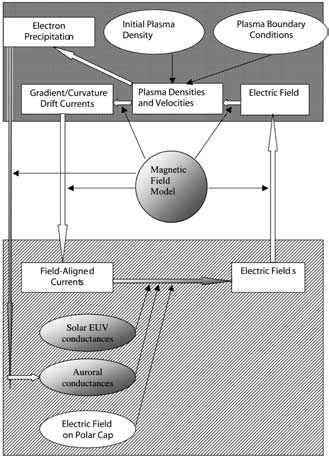 Electron
Precipitation
Initial Plasma
Density
Plasma Boundary
Conditions
Gradient/Curvature
Drift Currents
Plasma Densities
and Velocities
Electric Field
Magnetic
Field
Model
Field-Aligned
Currents
Electric Field s
Solar EUV
conductances
Auroral
conductances
Electric Field
on Polar Cap